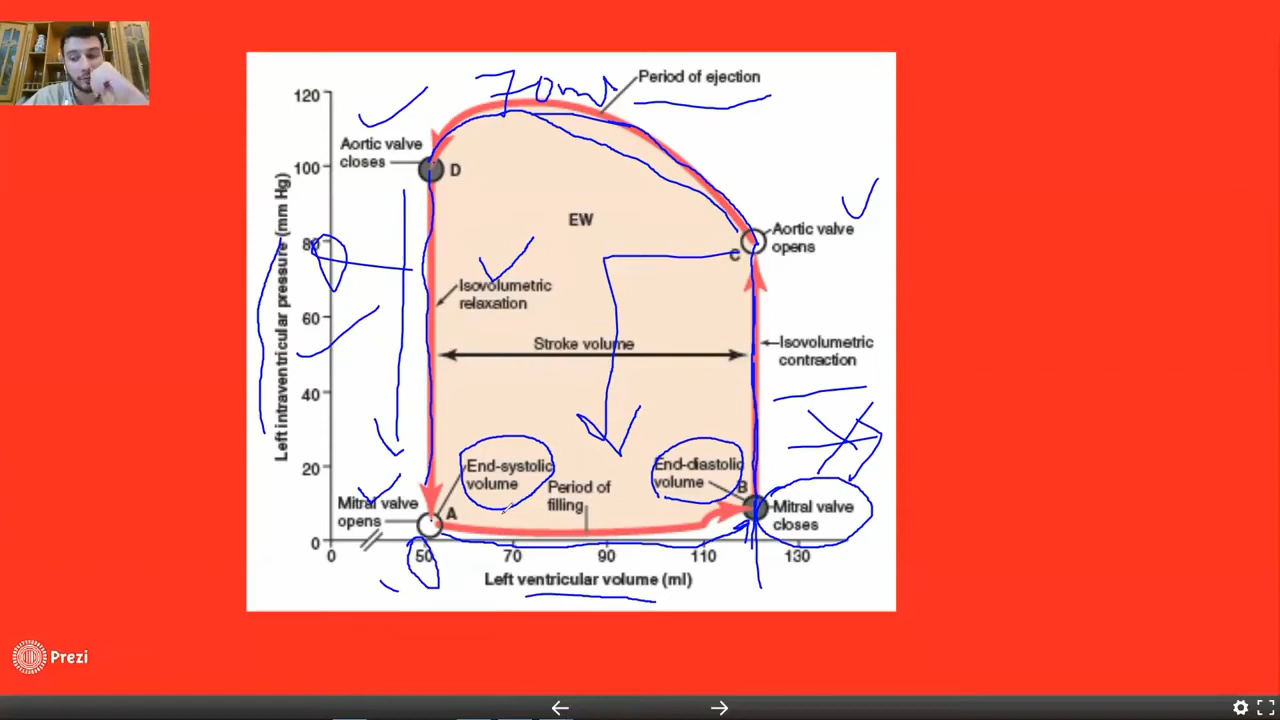 70ml
Period of ejection
120
Aortic valve
closes
100
D
EW
Aortic valve
opens
C
80
Isovolumetric
relaxation
Left intraventricular pressure (mm Hg)
60
Stroke volume
Isovolumetric
contraction
40
20
End-systolic
volume
End-diastolic
volume
Period of
filling
B
Mitral valve
opens
A
Mitral valve
closes
0
0
50
70
90
110
130
Left ventricular volume (ml)
Prezi